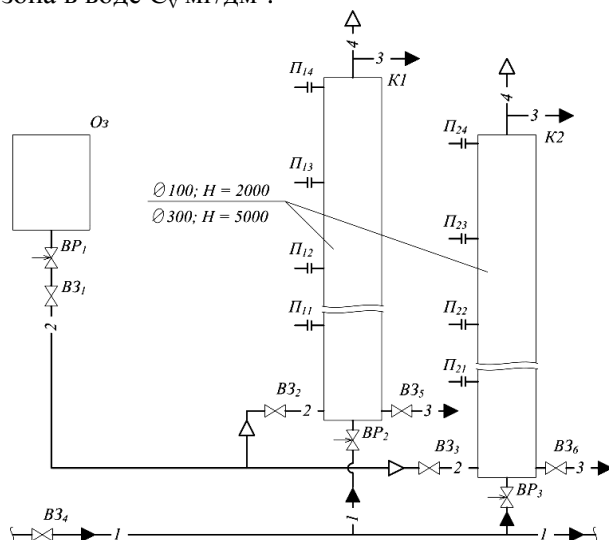 зона в воде C_V мг/дм³.
4
3
П14
К1
4
3
Оз
П24
К2
П13
∅100; H = 2000
∅300; H = 5000
П23
ВР1
П12
ВЗ1
П11
П22
2
П21
ВЗ2
2
ВЗ5
3
ВР2
ВЗ3
2
ВЗ6
3
ВР3
1
ВЗ4
1
1